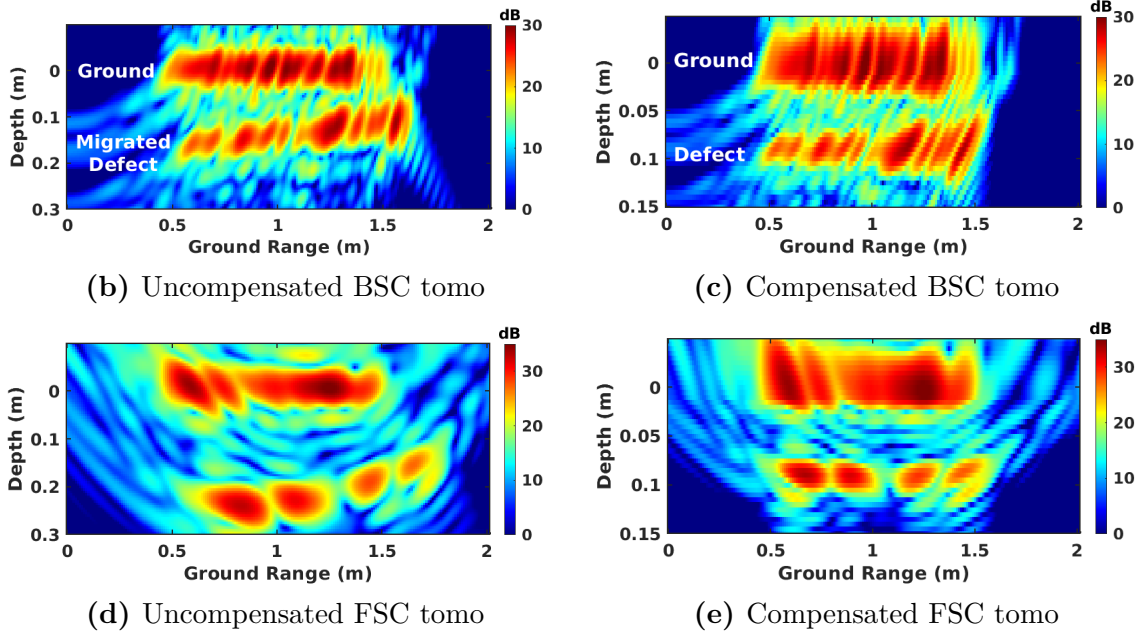 dB
30
20
10
0
Ground
Migrated
Defect
0
0.1
0.2
0.3
Depth (m)
0
0.5
1
1.5
2
Ground Range (m)
(b) Uncompensated BSC tomo
dB
30
20
10
0
Ground
Defect
0
0.05
0.1
0.15
Depth (m)
0
0.5
1
1.5
2
Ground Range (m)
(c) Compensated BSC tomo
dB
30
20
10
0
0
0.1
0.2
0.3
Depth (m)
0
0.5
1
1.5
2
Ground Range (m)
(d) Uncompensated FSC tomo
dB
30
20
10
0
0
0.05
0.1
0.15
Depth (m)
0
0.5
1
1.5
2
Ground Range (m)
(e) Compensated FSC tomo